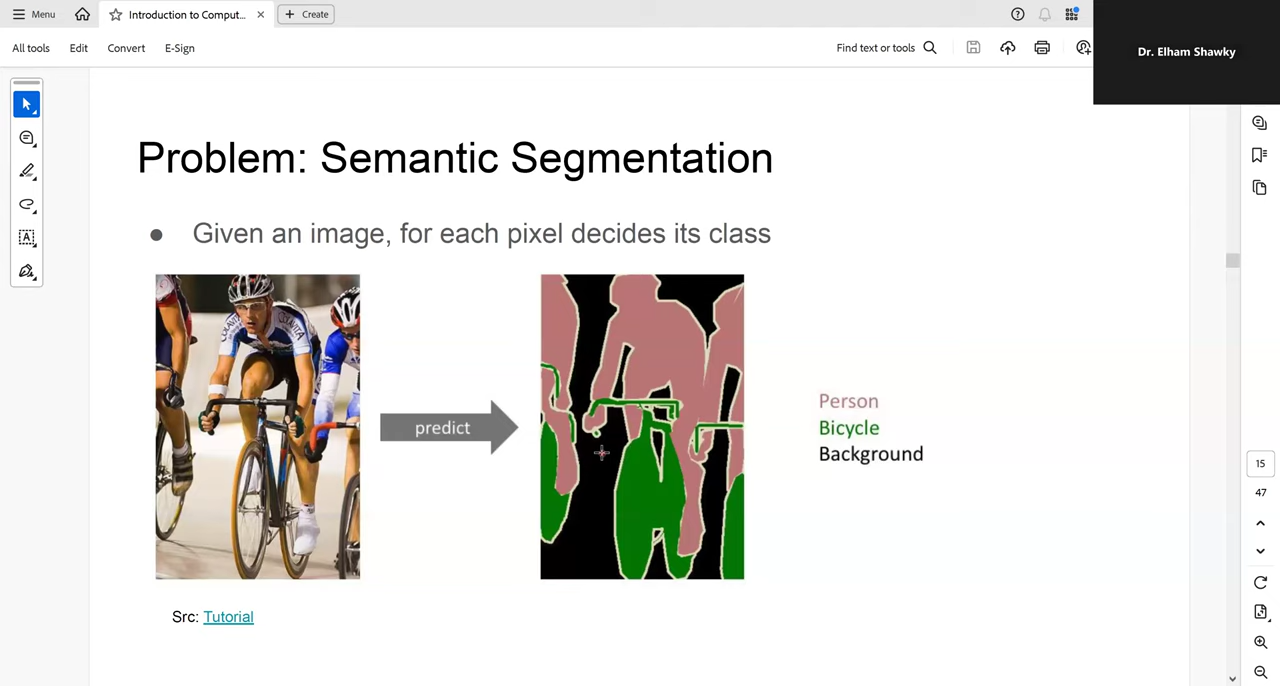 Menu
Introduction to Comput...
Create
All tools
Edit
Convert
E-Sign
Find text or tools
Dr. Elham Shawky
Problem: Semantic Segmentation
Given an image, for each pixel decides its class
predict
Person
Bicycle
Background
15
47
Src: Tutorial